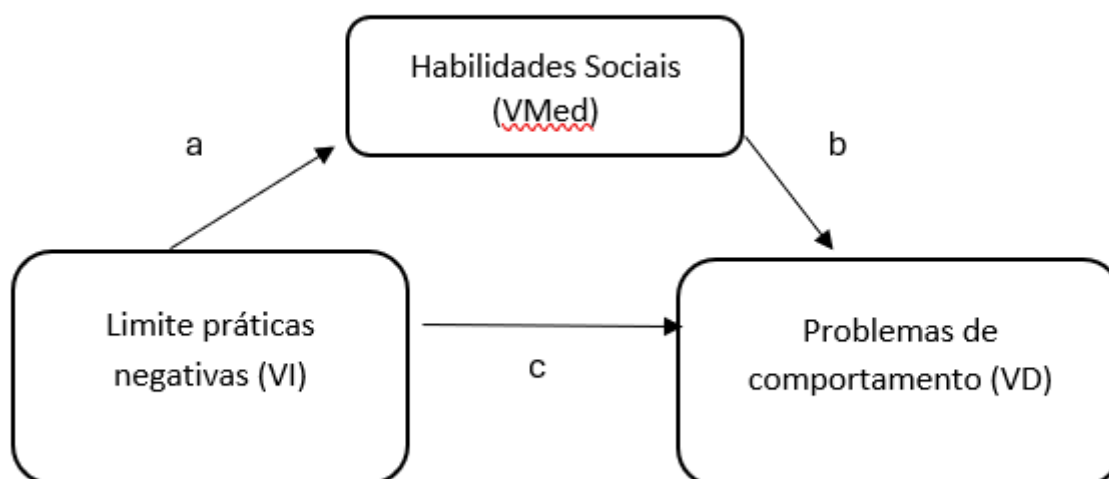 Habilidades Sociais
(VMed)
a
b
Limite práticas
negativas (VI)
c
Problemas de
comportamento (VD)